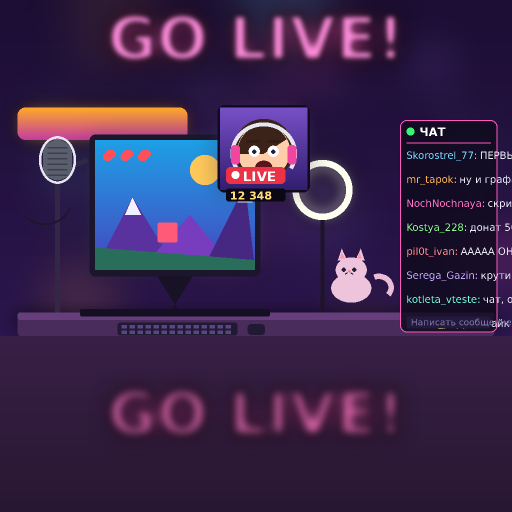 GO LIVE!
LIVE
12 348
ЧАТ
Skorostrel_77: ПЕРВЫ
mr_tapok: ну и граф
NochNochnaya: скри
Kostya_228: донат 5
pil0t_ivan: ААААА ОН
Serega_Gazin: крути
kotleta_vteste: чат, о
Написать сообщение
GO LIVE!